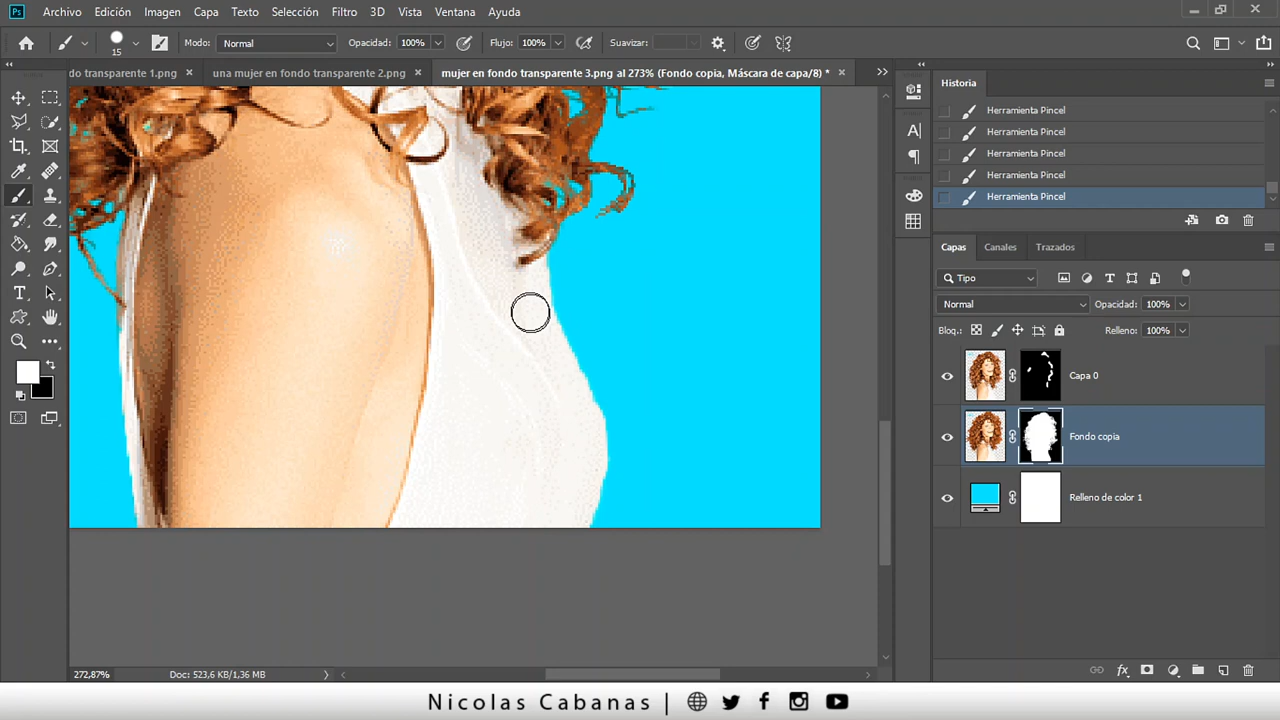 Ps Archivo Edición Imagen Capa Texto Selección Filtro 3D Vista Ventana Ayuda
15 Modo: Normal Opacidad: 100% Flujo: 100% Suavizar:
do transparente 1.png × una mujer en fondo transparente 2.png × mujer en fondo transparente 3.png al 273% (Fondo copia, Máscara de capa/8) * ×
Historia
Herramienta Pincel
Herramienta Pincel
Herramienta Pincel
Herramienta Pincel
Herramienta Pincel
Capas Canales Trazados
Tipo
Normal Opacidad: 100%
Bloq.: Relleno: 100%
Capa 0
Fondo copia
Relleno de color 1
272,87% Doc: 523,6 KB/1,36 MB
Nicolas Cabanas |